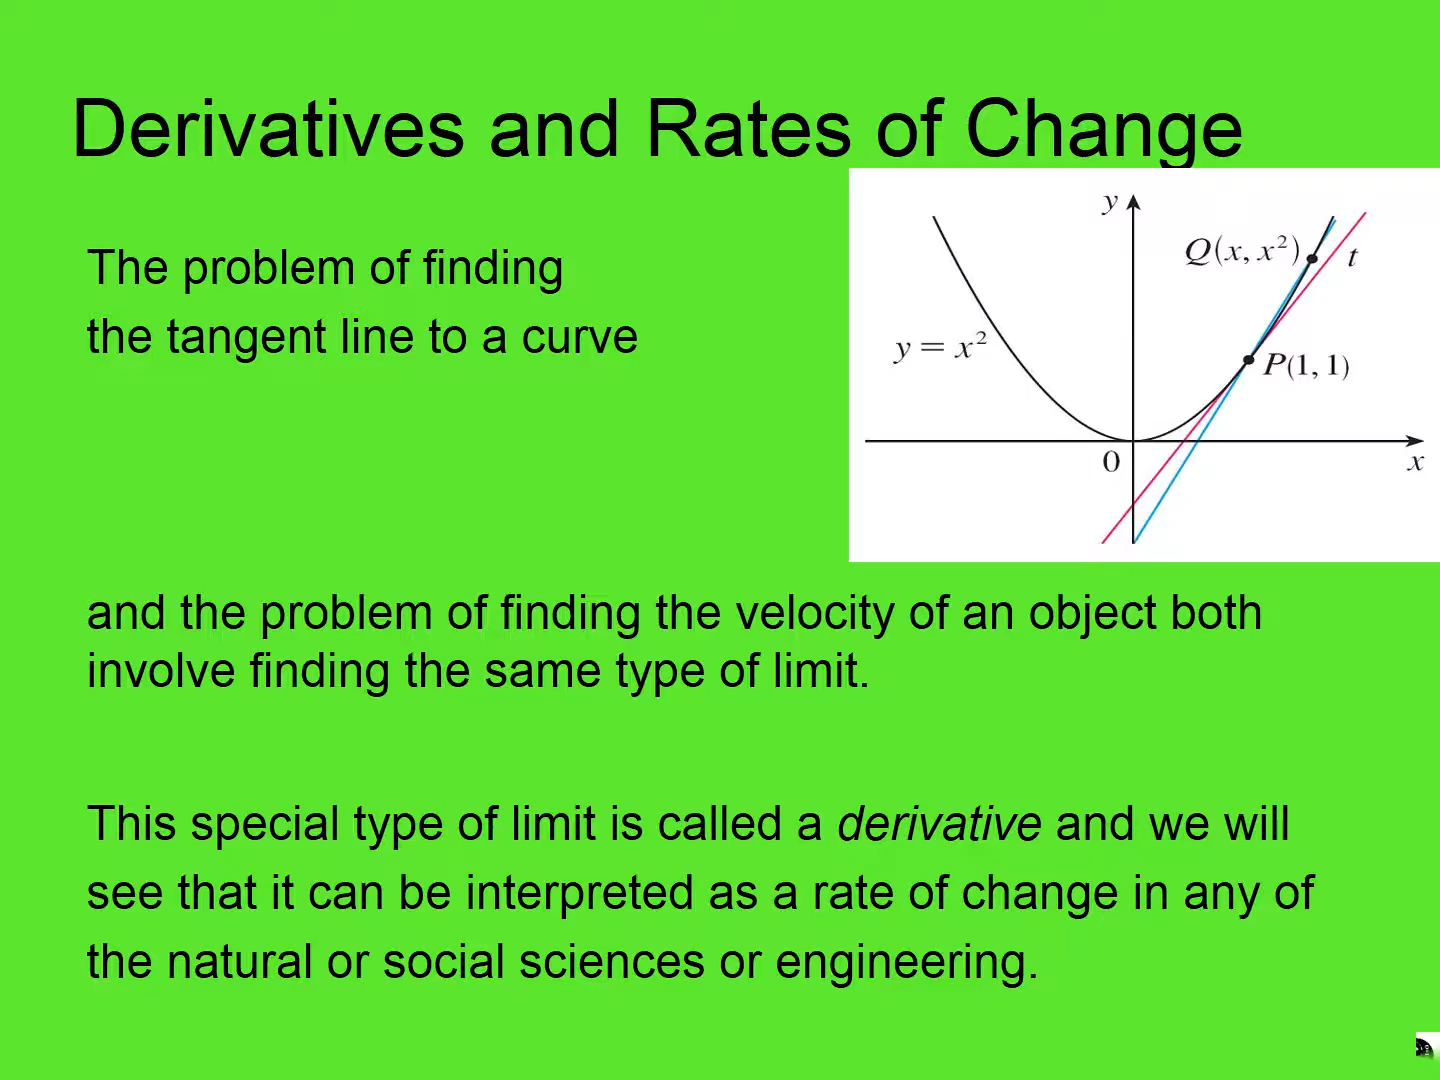 Derivatives and Rates of Change
The problem of finding
the tangent line to a curve
y
Q(x, x²)
t
y = x²
P(1, 1)
0
x
and the problem of finding the velocity of an object both
involve finding the same type of limit.
This special type of limit is called a derivative and we will
see that it can be interpreted as a rate of change in any of
the natural or social sciences or engineering.